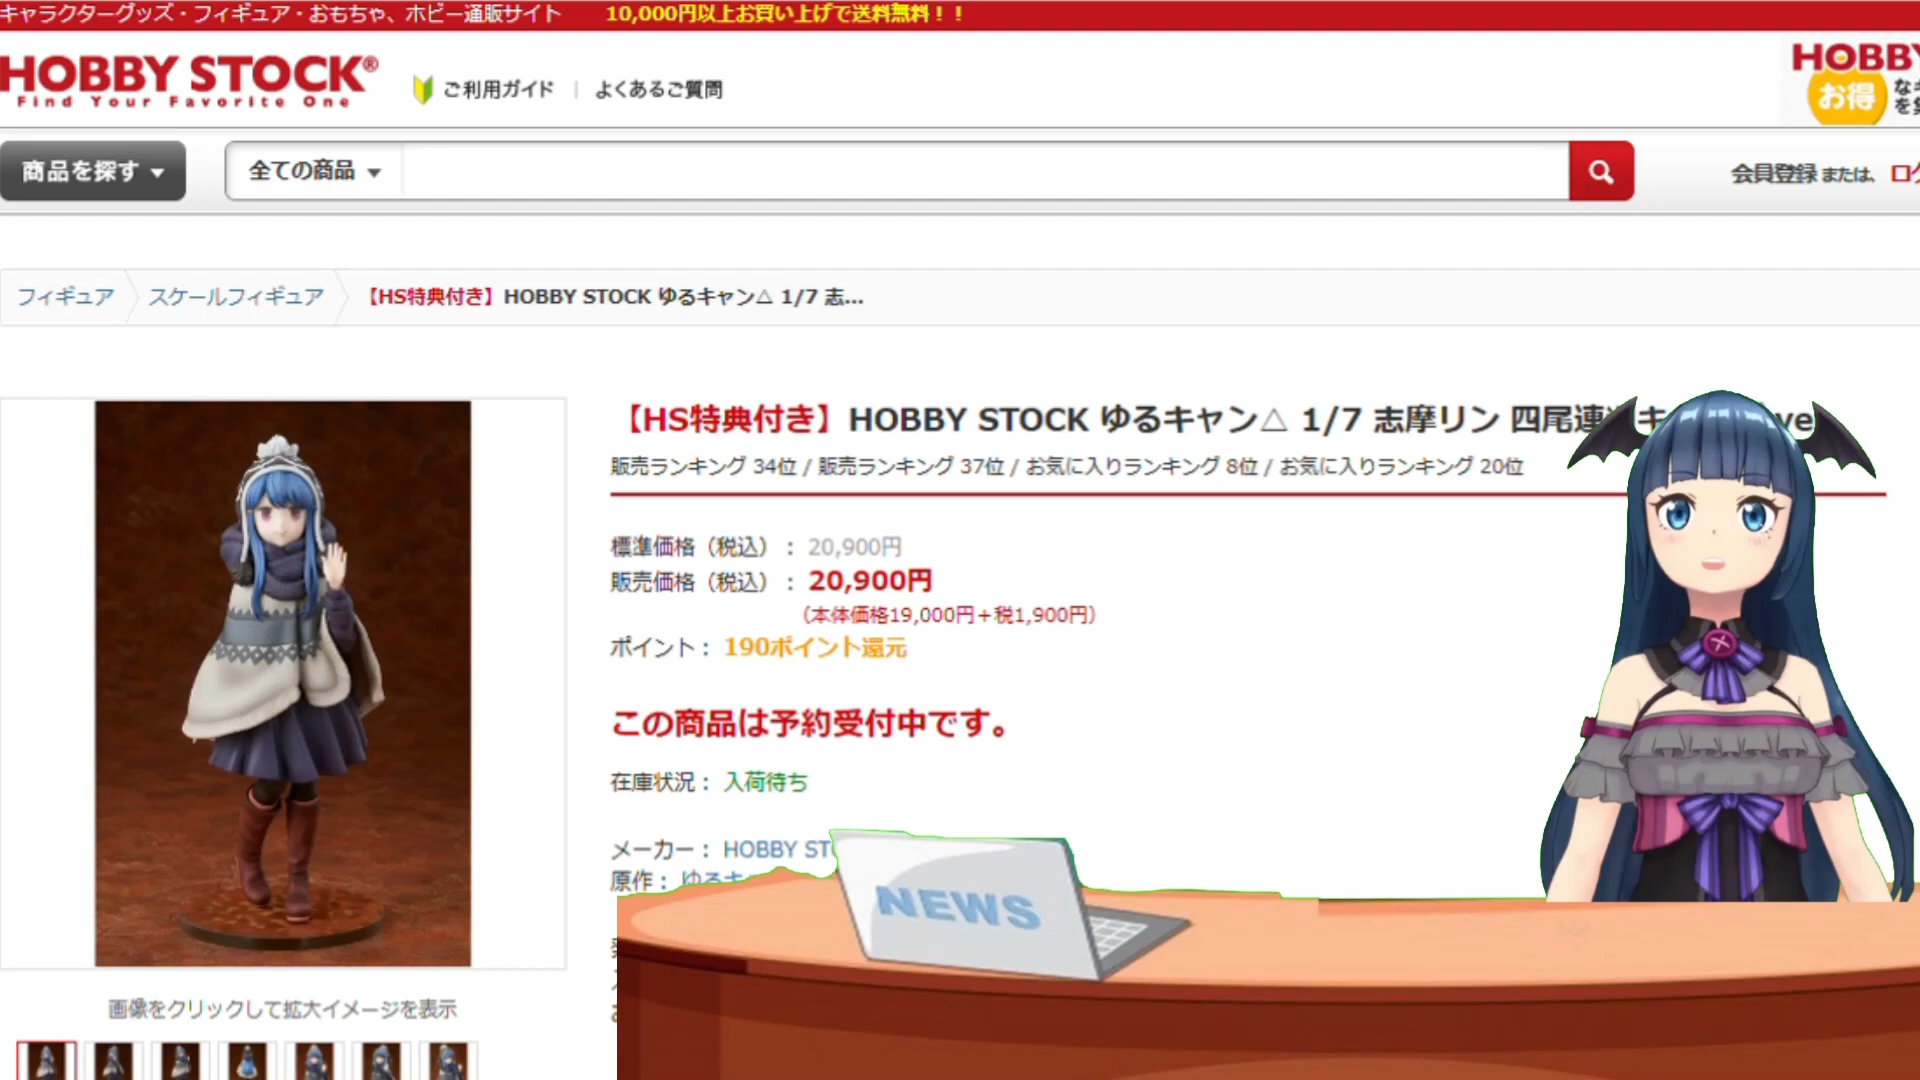 キャラクターグッズ・フィギュア・おもちゃ、ホビー通販サイト 10,000円以上お買い上げで送料無料！！
HOBBY STOCK®
Find Your Favorite One
ご利用ガイド | よくあるご質問
HOBBY
お得
商品を探す
全ての商品
会員登録 または、
フィギュア
スケールフィギュア
【HS特典付き】HOBBY STOCK ゆるキャン△ 1/7 志...
【HS特典付き】HOBBY STOCK ゆるキャン△ 1/7 志摩リン 四尾連
販売ランキング 34位 / 販売ランキング 37位 / お気に入りランキング 8位 / お気に入りランキング 20位
標準価格（税込）： 20,900円
販売価格（税込）： 20,900円
（本体価格19,000円＋税1,900円）
ポイント： 190ポイント還元
この商品は予約受付中です。
在庫状況： 入荷待ち
メーカー： HOBBY ST
原作： ゆるキ
NEWS
画像をクリックして拡大イメージを表示